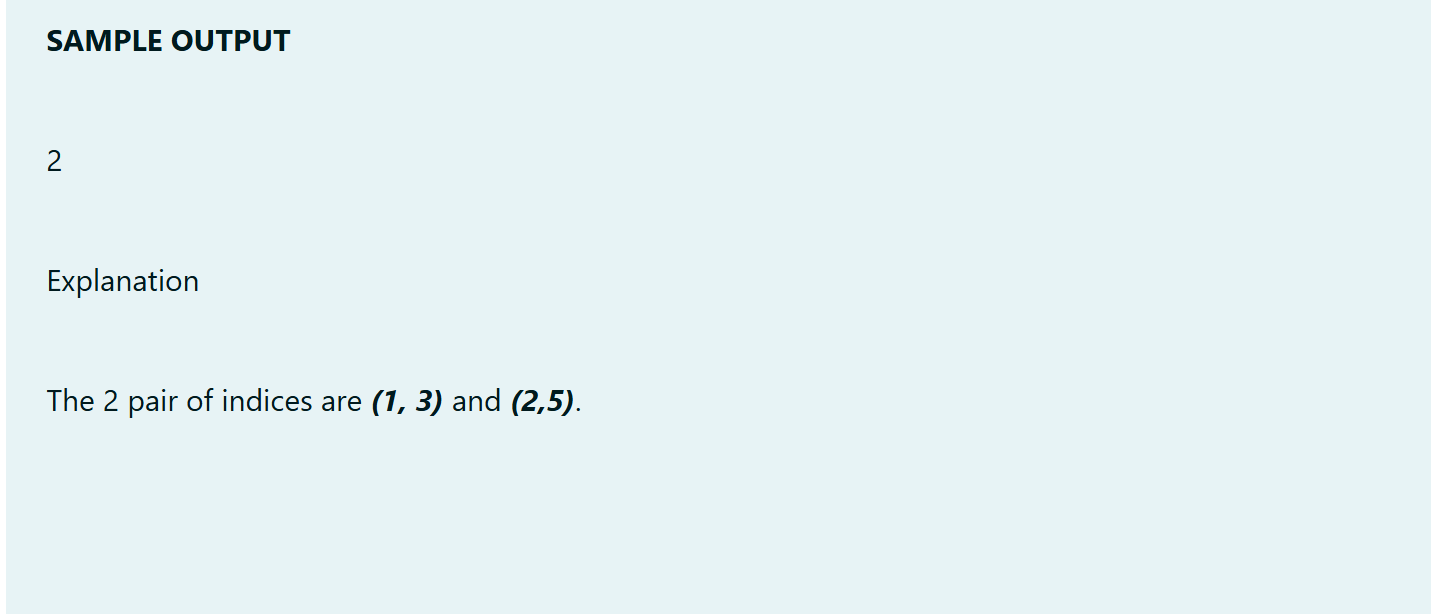 SAMPLE OUTPUT
2
Explanation
The 2 pair of indices are (1, 3) and (2,5).